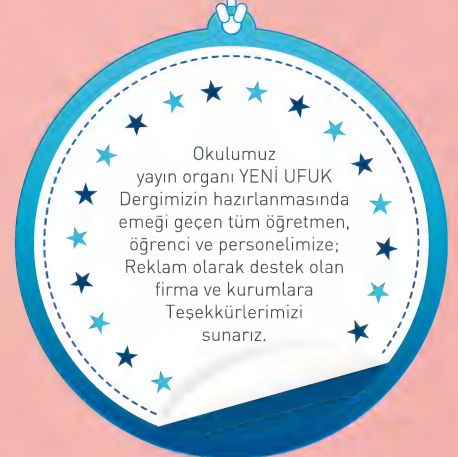 Okulumuz
yayın organı YENİ UFUK
Dergimizin hazırlanmasında
emeği geçen tüm öğretmen,
öğrenci ve personelimize;
Reklam olarak destek olan
firma ve kurumlara
Teşekkürlerimizi
sunarız.